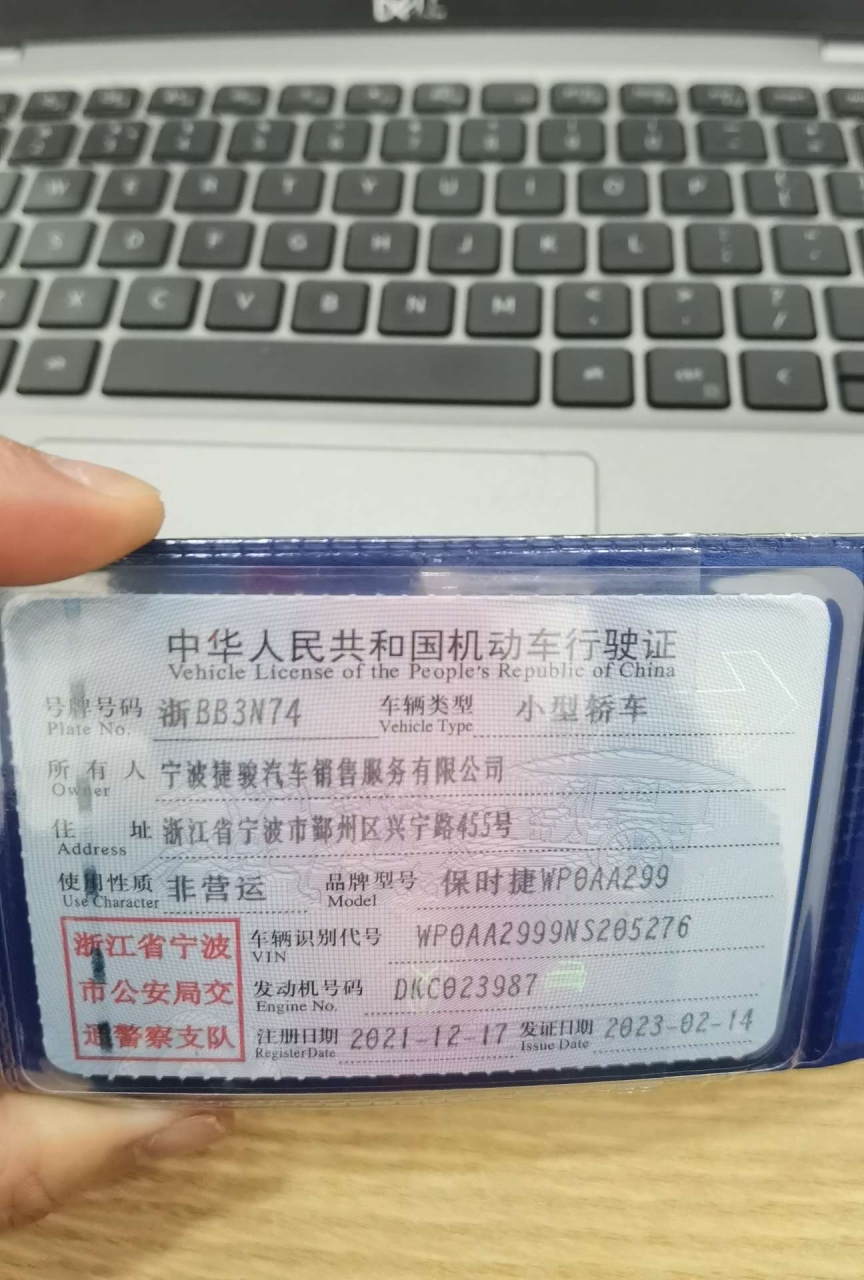 DELL
W E R T Y U I O P
S D F G H J K L
X C V B N M
中华人民共和国机动车行驶证
Vehicle License of the People's Republic of China
号牌号码 浙BB3N74 车辆类型 小型轿车
Plate No. Vehicle Type
所有人 宁波捷骏汽车销售服务有限公司
Owner
住址 浙江省宁波市鄞州区兴宁路455号
Address
使用性质 非营运 品牌型号 保时捷WP0AA299
Use Character Model
浙江省宁波
市公安局交
通警察支队
车辆识别代号 WP0AA2999NS205276
VIN
发动机号码 DKC023987
Engine No.
注册日期 2021-12-17 发证日期 2023-02-14
Register Date Issue Date